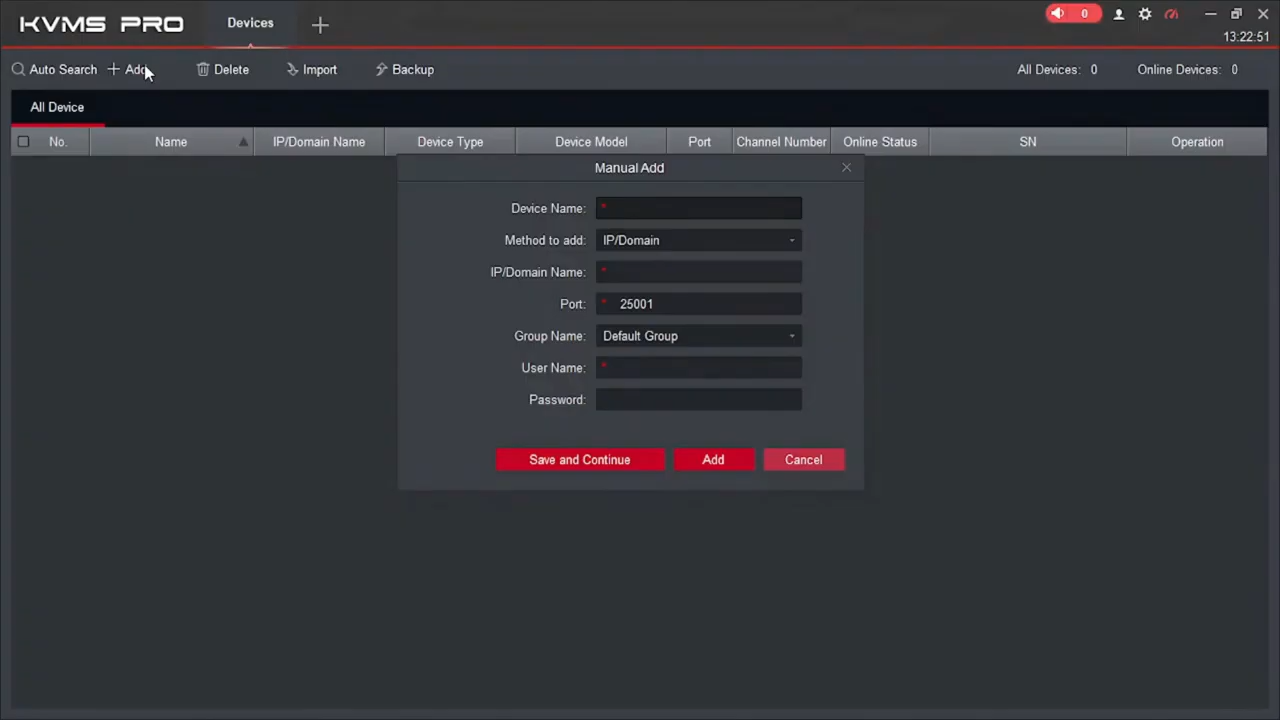 KVMS PRO Devices 0
13:22:51
Auto Search Add Delete Import Backup All Devices: 0 Online Devices: 0
All Device
No. Name IP/Domain Name Device Type Device Model Port Channel Number Online Status SN Operation
Manual Add
Device Name: *
Method to add: IP/Domain
IP/Domain Name: *
Port: * 25001
Group Name: Default Group
User Name: *
Password:
Save and Continue Add Cancel